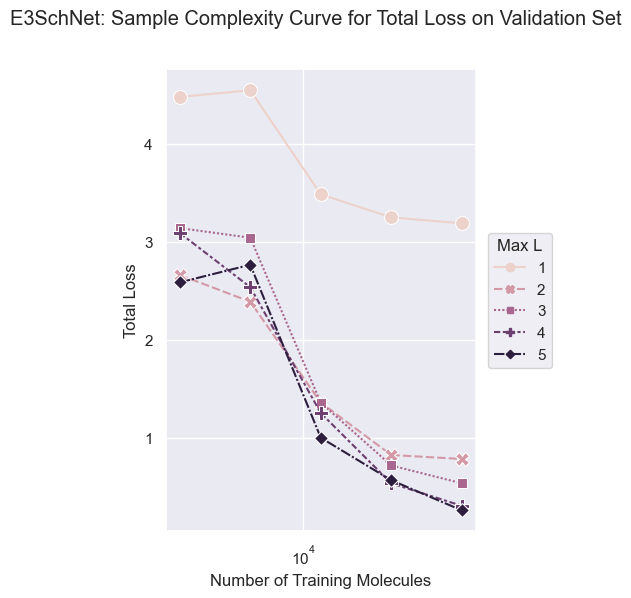 E3SchNet: Sample Complexity Curve for Total Loss on Validation Set
4
3
2
1
Total Loss
10^4
Number of Training Molecules
Max L
1
2
3
4
5